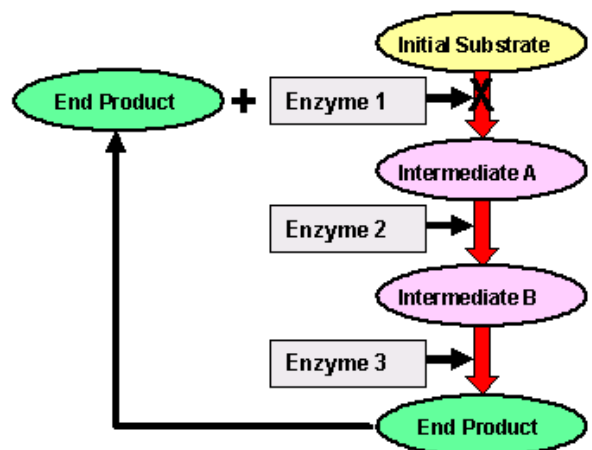 Initial Substrate
End Product + Enzyme 1
X
Intermediate A
Enzyme 2
Intermediate B
Enzyme 3
End Product